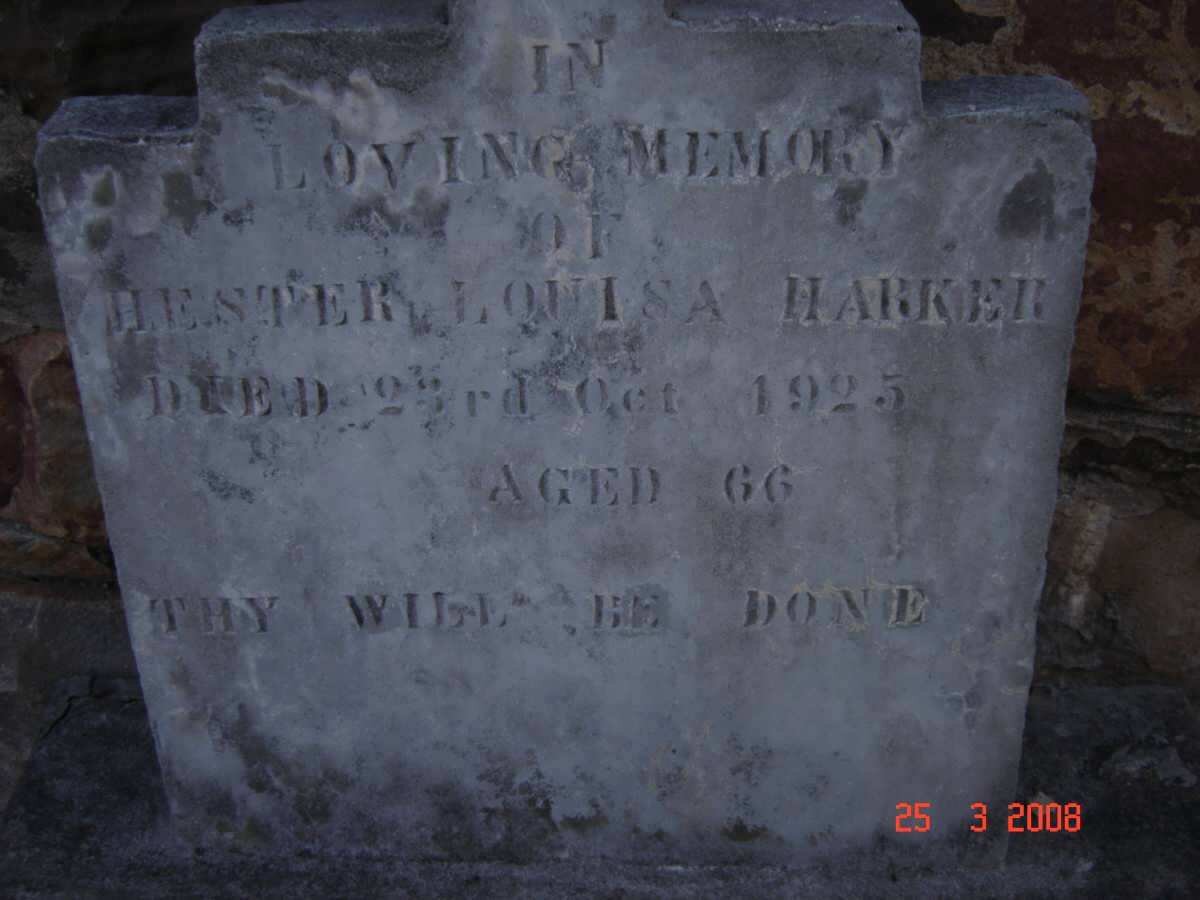 IN
LOVING MEMORY
OF
HESTER LOUISA HARKER
DIED 23rd Oct 1925
AGED 66
THY WILL BE DONE
25 3 2008